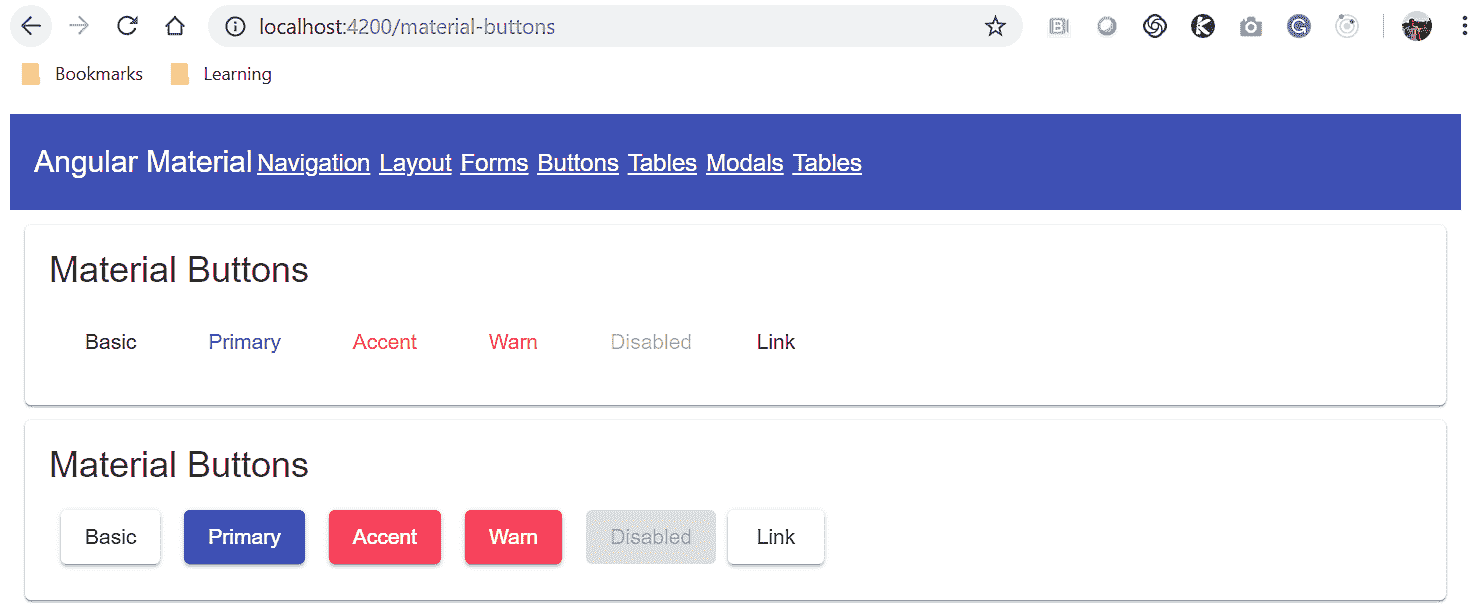 localhost:4200/material-buttons
Bookmarks Learning
Angular Material Navigation Layout Forms Buttons Tables Modals Tables
Material Buttons
Basic Primary Accent Warn Disabled Link
Material Buttons
Basic Primary Accent Warn Disabled Link